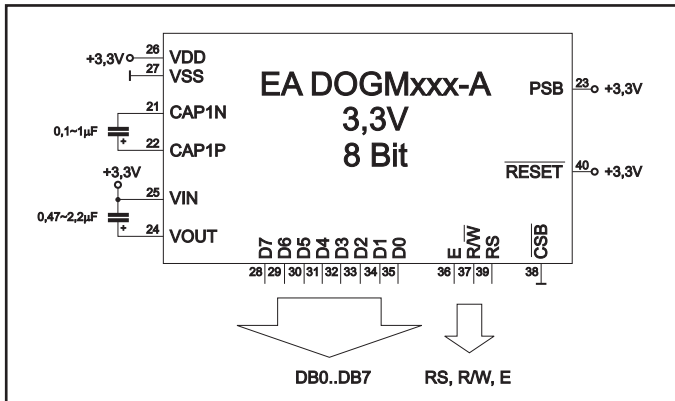 26
+3,3V
VDD
27
VSS
EA DOGMxxx-A
3,3V
8 Bit
PSB
23
+3,3V
21
CAP1N
0,1~1µF
+
22
CAP1P
RESET
40
+3,3V
+3,3V
25
VIN
0,47~2,2µF
+
24
VOUT
D7
D6
D5
D4
D3
D2
D1
D0
E
R/W
RS
CSB
28
29
30
31
32
33
34
35
36
37
39
38
DB0..DB7
RS, R/W, E